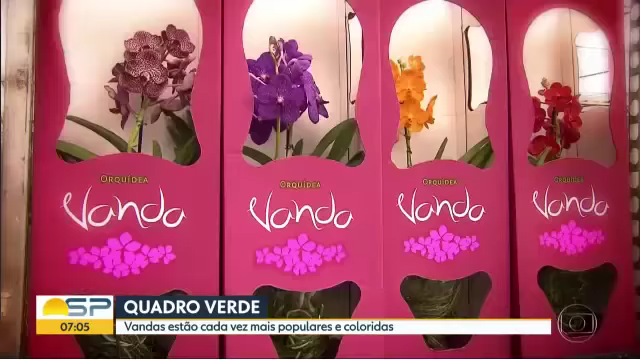 ORQUÍDEA
Vanda
ORQUÍDEA
Vanda
ORQUÍDEA
Vanda
ORQUÍDEA
Vanda
SP
07:05
QUADRO VERDE
Vandas estão cada vez mais populares e coloridas